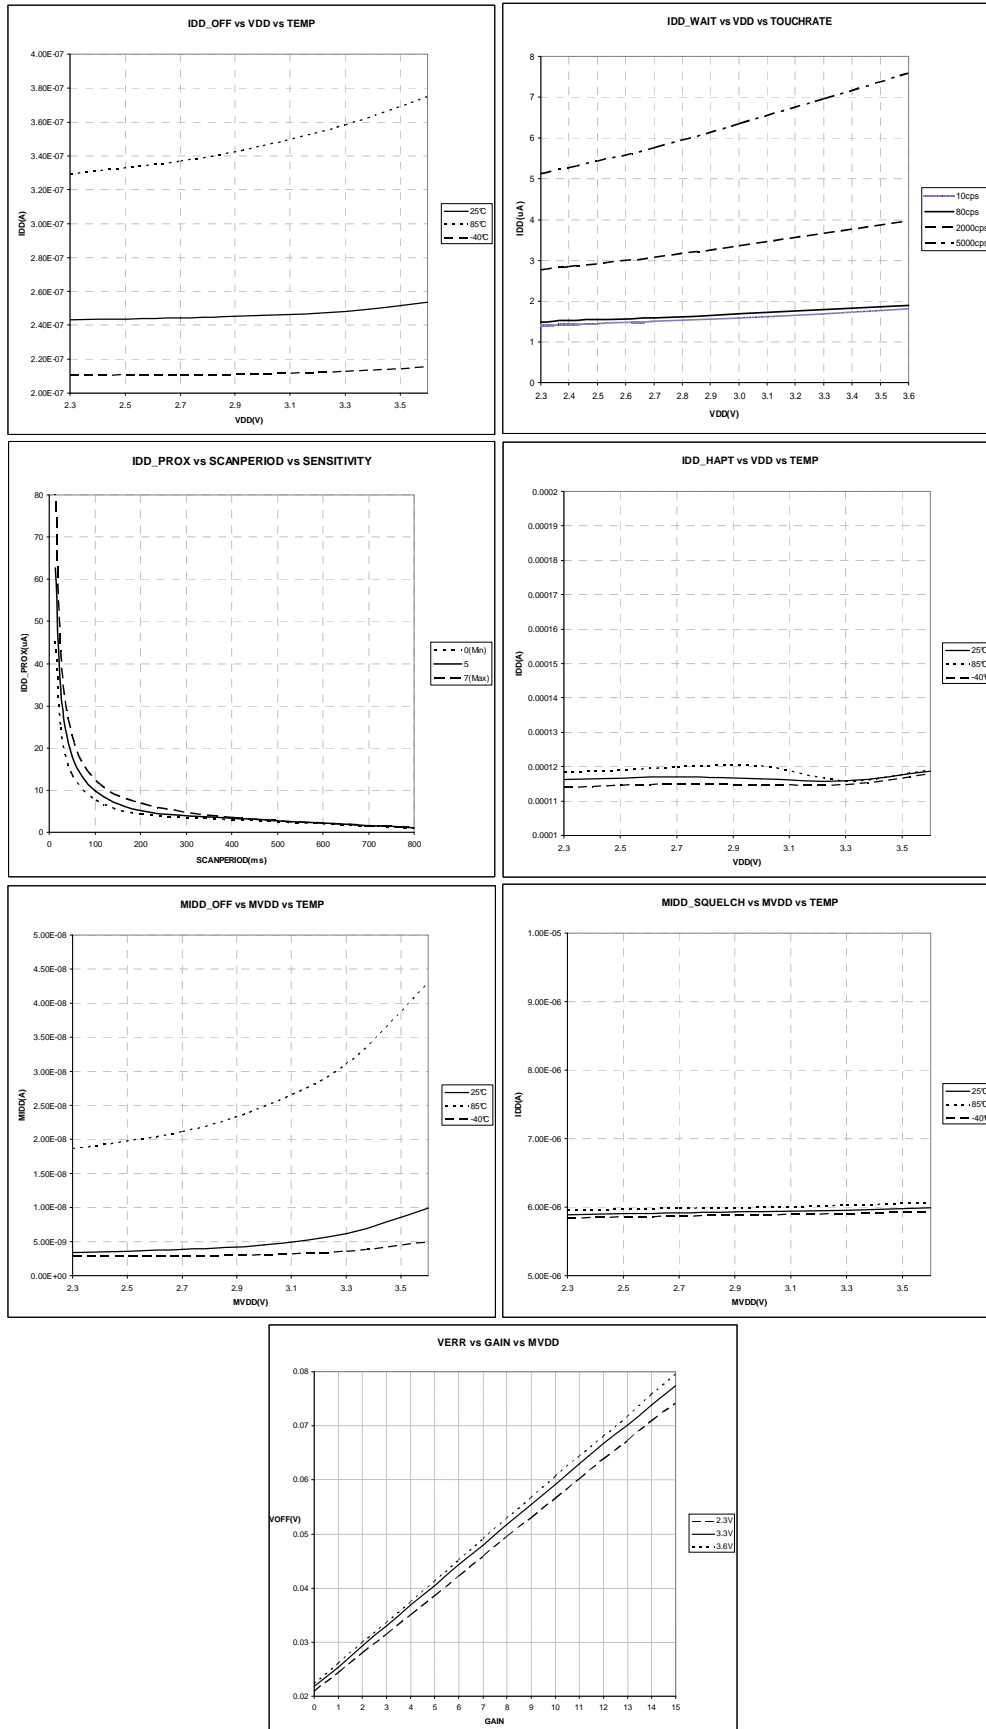 IDD_OFF vs VDD vs TEMP
4.00E-07
3.80E-07
3.60E-07
3.40E-07
3.20E-07
3.00E-07
2.80E-07
2.60E-07
2.40E-07
2.20E-07
2.00E-07
IDD(A)
2.3 2.5 2.7 2.9 3.1 3.3 3.5
VDD(V)
25℃
85℃
-40℃
IDD_WAIT vs VDD vs TOUCHRATE
8
7
6
5
4
3
2
1
0
IDD(uA)
2.3 2.4 2.5 2.6 2.7 2.8 2.9 3.0 3.1 3.2 3.3 3.4 3.5 3.6
VDD(V)
10cps
80cps
2000cps
5000cps
IDD_PROX vs SCANPERIOD vs SENSITIVITY
80
70
60
50
40
30
20
10
0
IDD_PROX(uA)
0 100 200 300 400 500 600 700 800
SCANPERIOD(ms)
0(Min)
5
7(Max)
IDD_HAPT vs VDD vs TEMP
0.0002
0.00019
0.00018
0.00017
0.00016
0.00015
0.00014
0.00013
0.00012
0.00011
0.0001
IDD(A)
2.3 2.5 2.7 2.9 3.1 3.3 3.5
VDD(V)
25℃
85℃
-40℃
MIDD_OFF vs MVDD vs TEMP
5.00E-08
4.50E-08
4.00E-08
3.50E-08
3.00E-08
2.50E-08
2.00E-08
1.50E-08
1.00E-08
5.00E-09
0.00E+00
MIDD(A)
2.3 2.5 2.7 2.9 3.1 3.3 3.5
MVDD(V)
25℃
85℃
-40℃
MIDD_SQUELCH vs MVDD vs TEMP
1.00E-05
9.00E-06
8.00E-06
7.00E-06
6.00E-06
5.00E-06
IDD(A)
2.3 2.5 2.7 2.9 3.1 3.3 3.5
MVDD(V)
25℃
85℃
-40℃
VERR vs GAIN vs MVDD
0.08
0.07
0.06
0.05
0.04
0.03
0.02
VOFF(V)
0 1 2 3 4 5 6 7 8 9 10 11 12 13 14 15
GAIN
2.3V
3.3V
3.6V